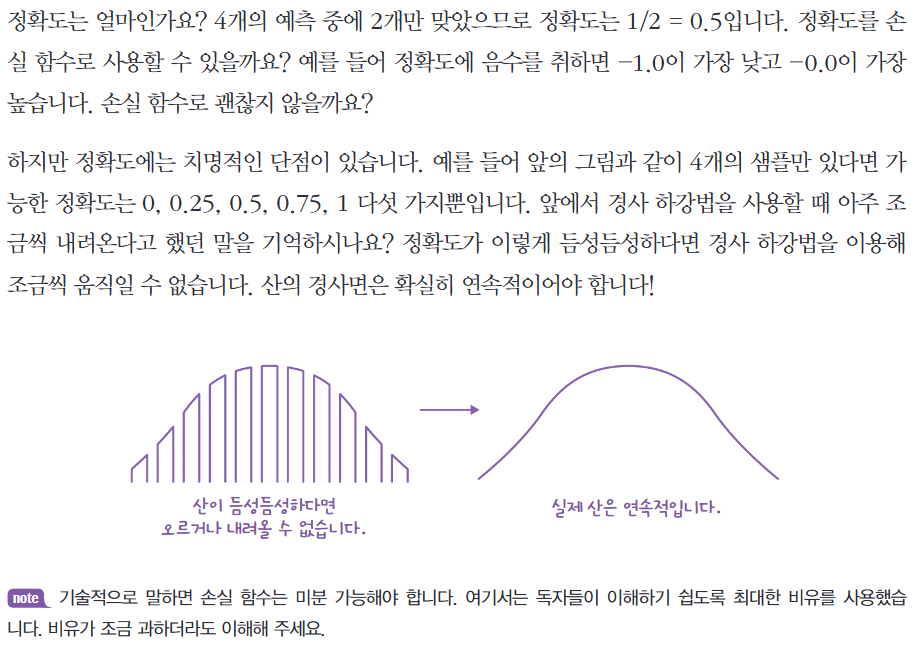 정확도는 얼마인가요? 4개의 예측 중에 2개만 맞았으므로 정확도는 1/2 = 0.5입니다. 정확도를 손
실 함수로 사용할 수 있을까요? 예를 들어 정확도에 음수를 취하면 −1.0이 가장 낮고 −0.0이 가장
높습니다. 손실 함수로 괜찮지 않을까요?
하지만 정확도에는 치명적인 단점이 있습니다. 예를 들어 앞의 그림과 같이 4개의 샘플만 있다면 가
능한 정확도는 0, 0.25, 0.5, 0.75, 1 다섯 가지뿐입니다. 앞에서 경사 하강법을 사용할 때 아주 조
금씩 내려온다고 했던 말을 기억하시나요? 정확도가 이렇게 듬성듬성하다면 경사 하강법을 이용해
조금씩 움직일 수 없습니다. 산의 경사면은 확실히 연속적이어야 합니다!
산이 듬성듬성하다면
오르거나 내려올 수 없습니다.
실제 산은 연속적입니다.
note 기술적으로 말하면 손실 함수는 미분 가능해야 합니다. 여기서는 독자들이 이해하기 쉽도록 최대한 비유를 사용했습
니다. 비유가 조금 과하더라도 이해해 주세요.